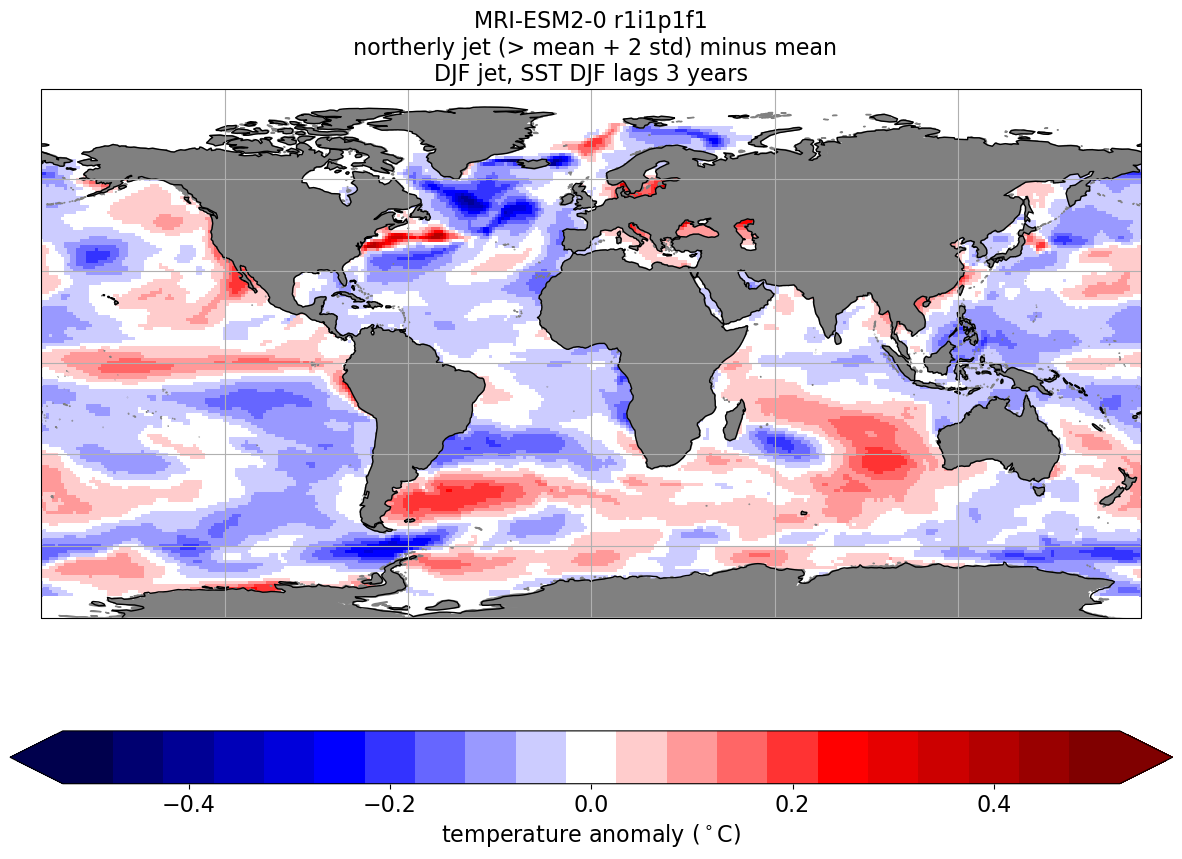 MRI-ESM2-0 r1i1p1f1
northerly jet (> mean + 2 std) minus mean
DJF jet, SST DJF lags 3 years
−0.4 −0.2 0.0 0.2 0.4
temperature anomaly (°C)